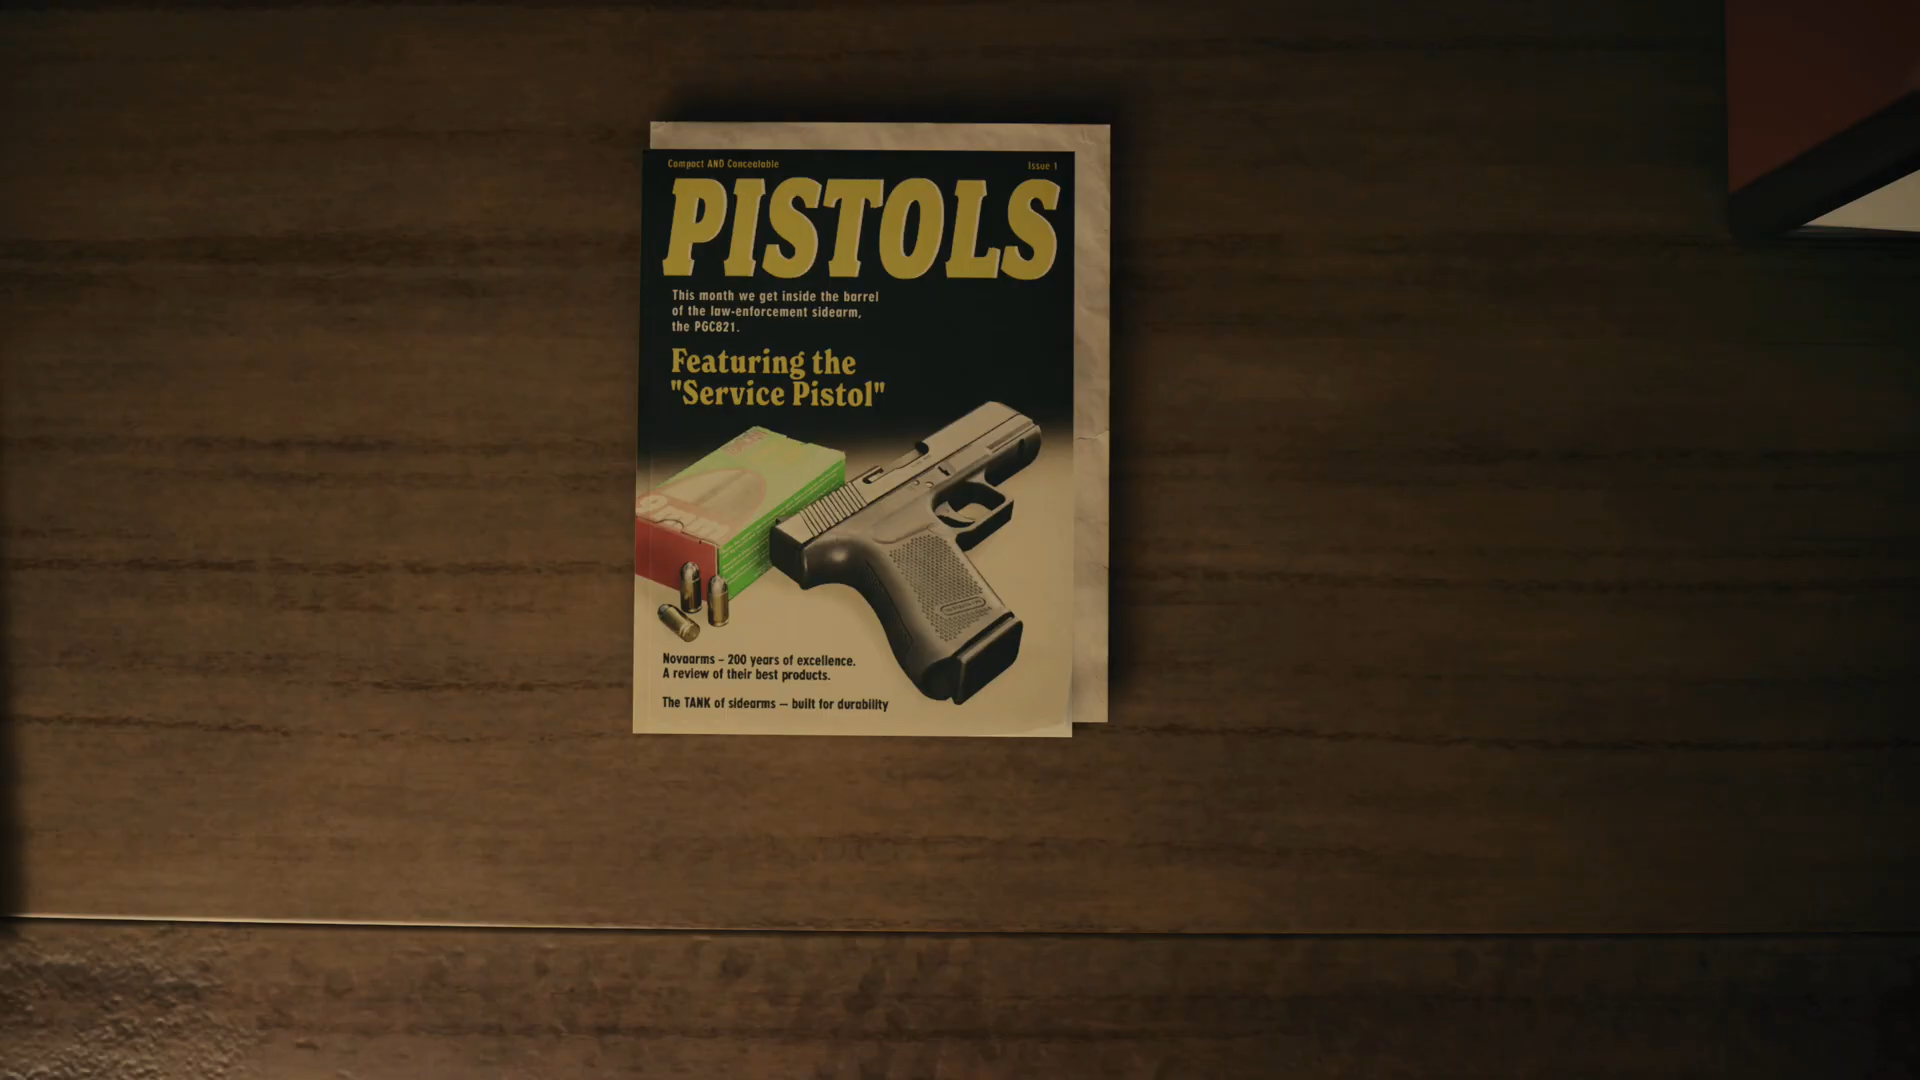 Compact AND Concealable
Issue 1
PISTOLS
This month we get inside the barrel
of the law-enforcement sidearm,
the PGC821.
Featuring the
"Service Pistol"
9mm
Novaarms – 200 years of excellence.
A review of their best products.
The TANK of sidearms – built for durability